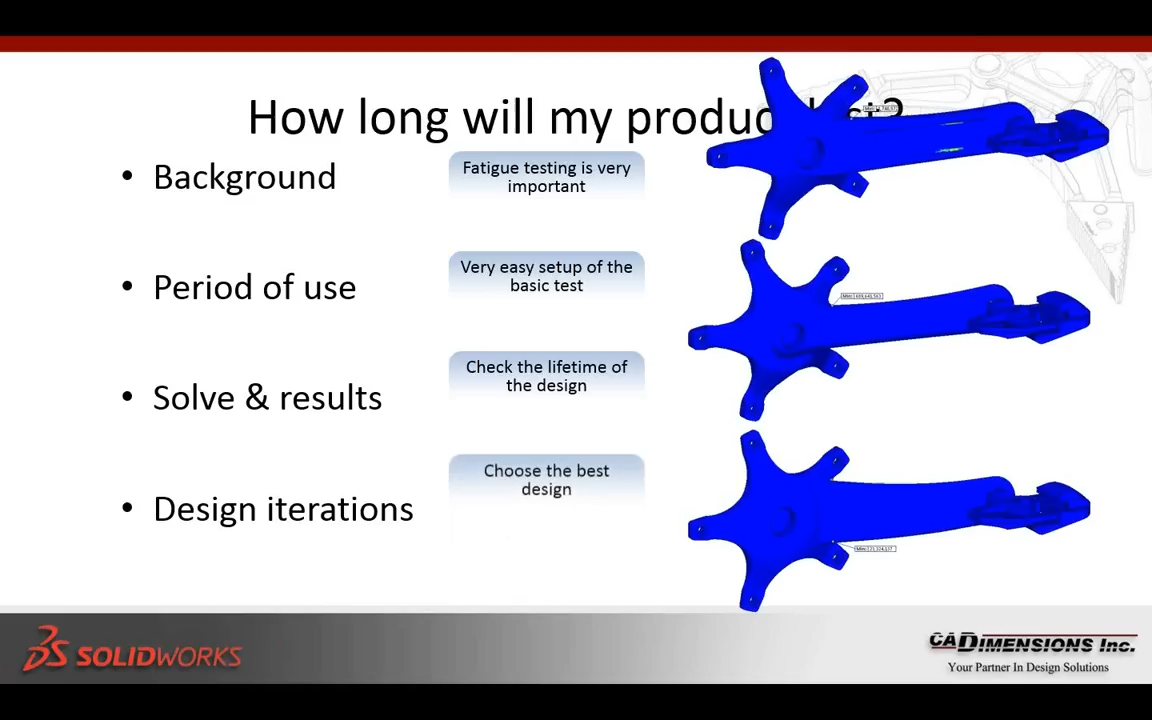 How long will my produc st?
• Background
Fatigue testing is very
important
• Period of use
Very easy setup of the
basic test
• Solve & results
Check the lifetime of
the design
• Design iterations
Choose the best
design
SOLIDWORKS
CADIMENSIONS Inc.
Your Partner In Design Solutions